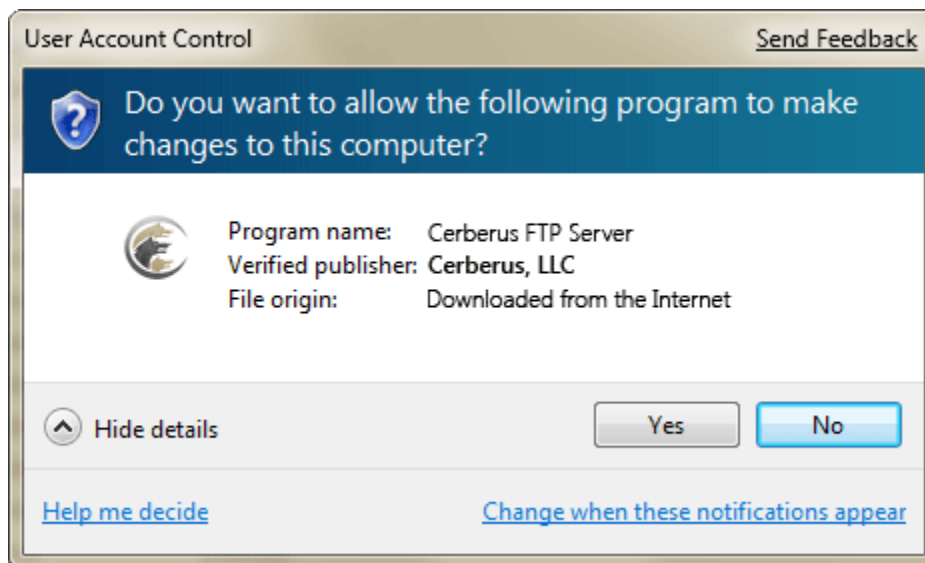 User Account Control
Send Feedback
Do you want to allow the following program to make
changes to this computer?
Program name: Cerberus FTP Server
Verified publisher: Cerberus, LLC
File origin: Downloaded from the Internet
Hide details
Yes
No
Help me decide
Change when these notifications appear